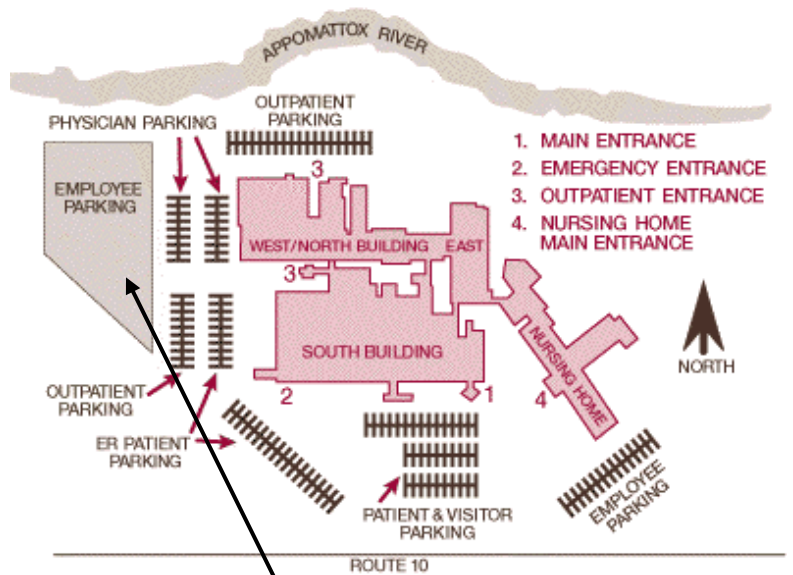 APPOMATTOX RIVER
OUTPATIENT
PARKING
PHYSICIAN PARKING
1. MAIN ENTRANCE
2. EMERGENCY ENTRANCE
3. OUTPATIENT ENTRANCE
4. NURSING HOME
MAIN ENTRANCE
EMPLOYEE
PARKING
3
WEST/NORTH BUILDING EAST
3
SOUTH BUILDING
NURSING HOME
NORTH
OUTPATIENT
PARKING
2
1
4
ER PATIENT
PARKING
PATIENT & VISITOR
PARKING
EMPLOYEE
PARKING
ROUTE 10